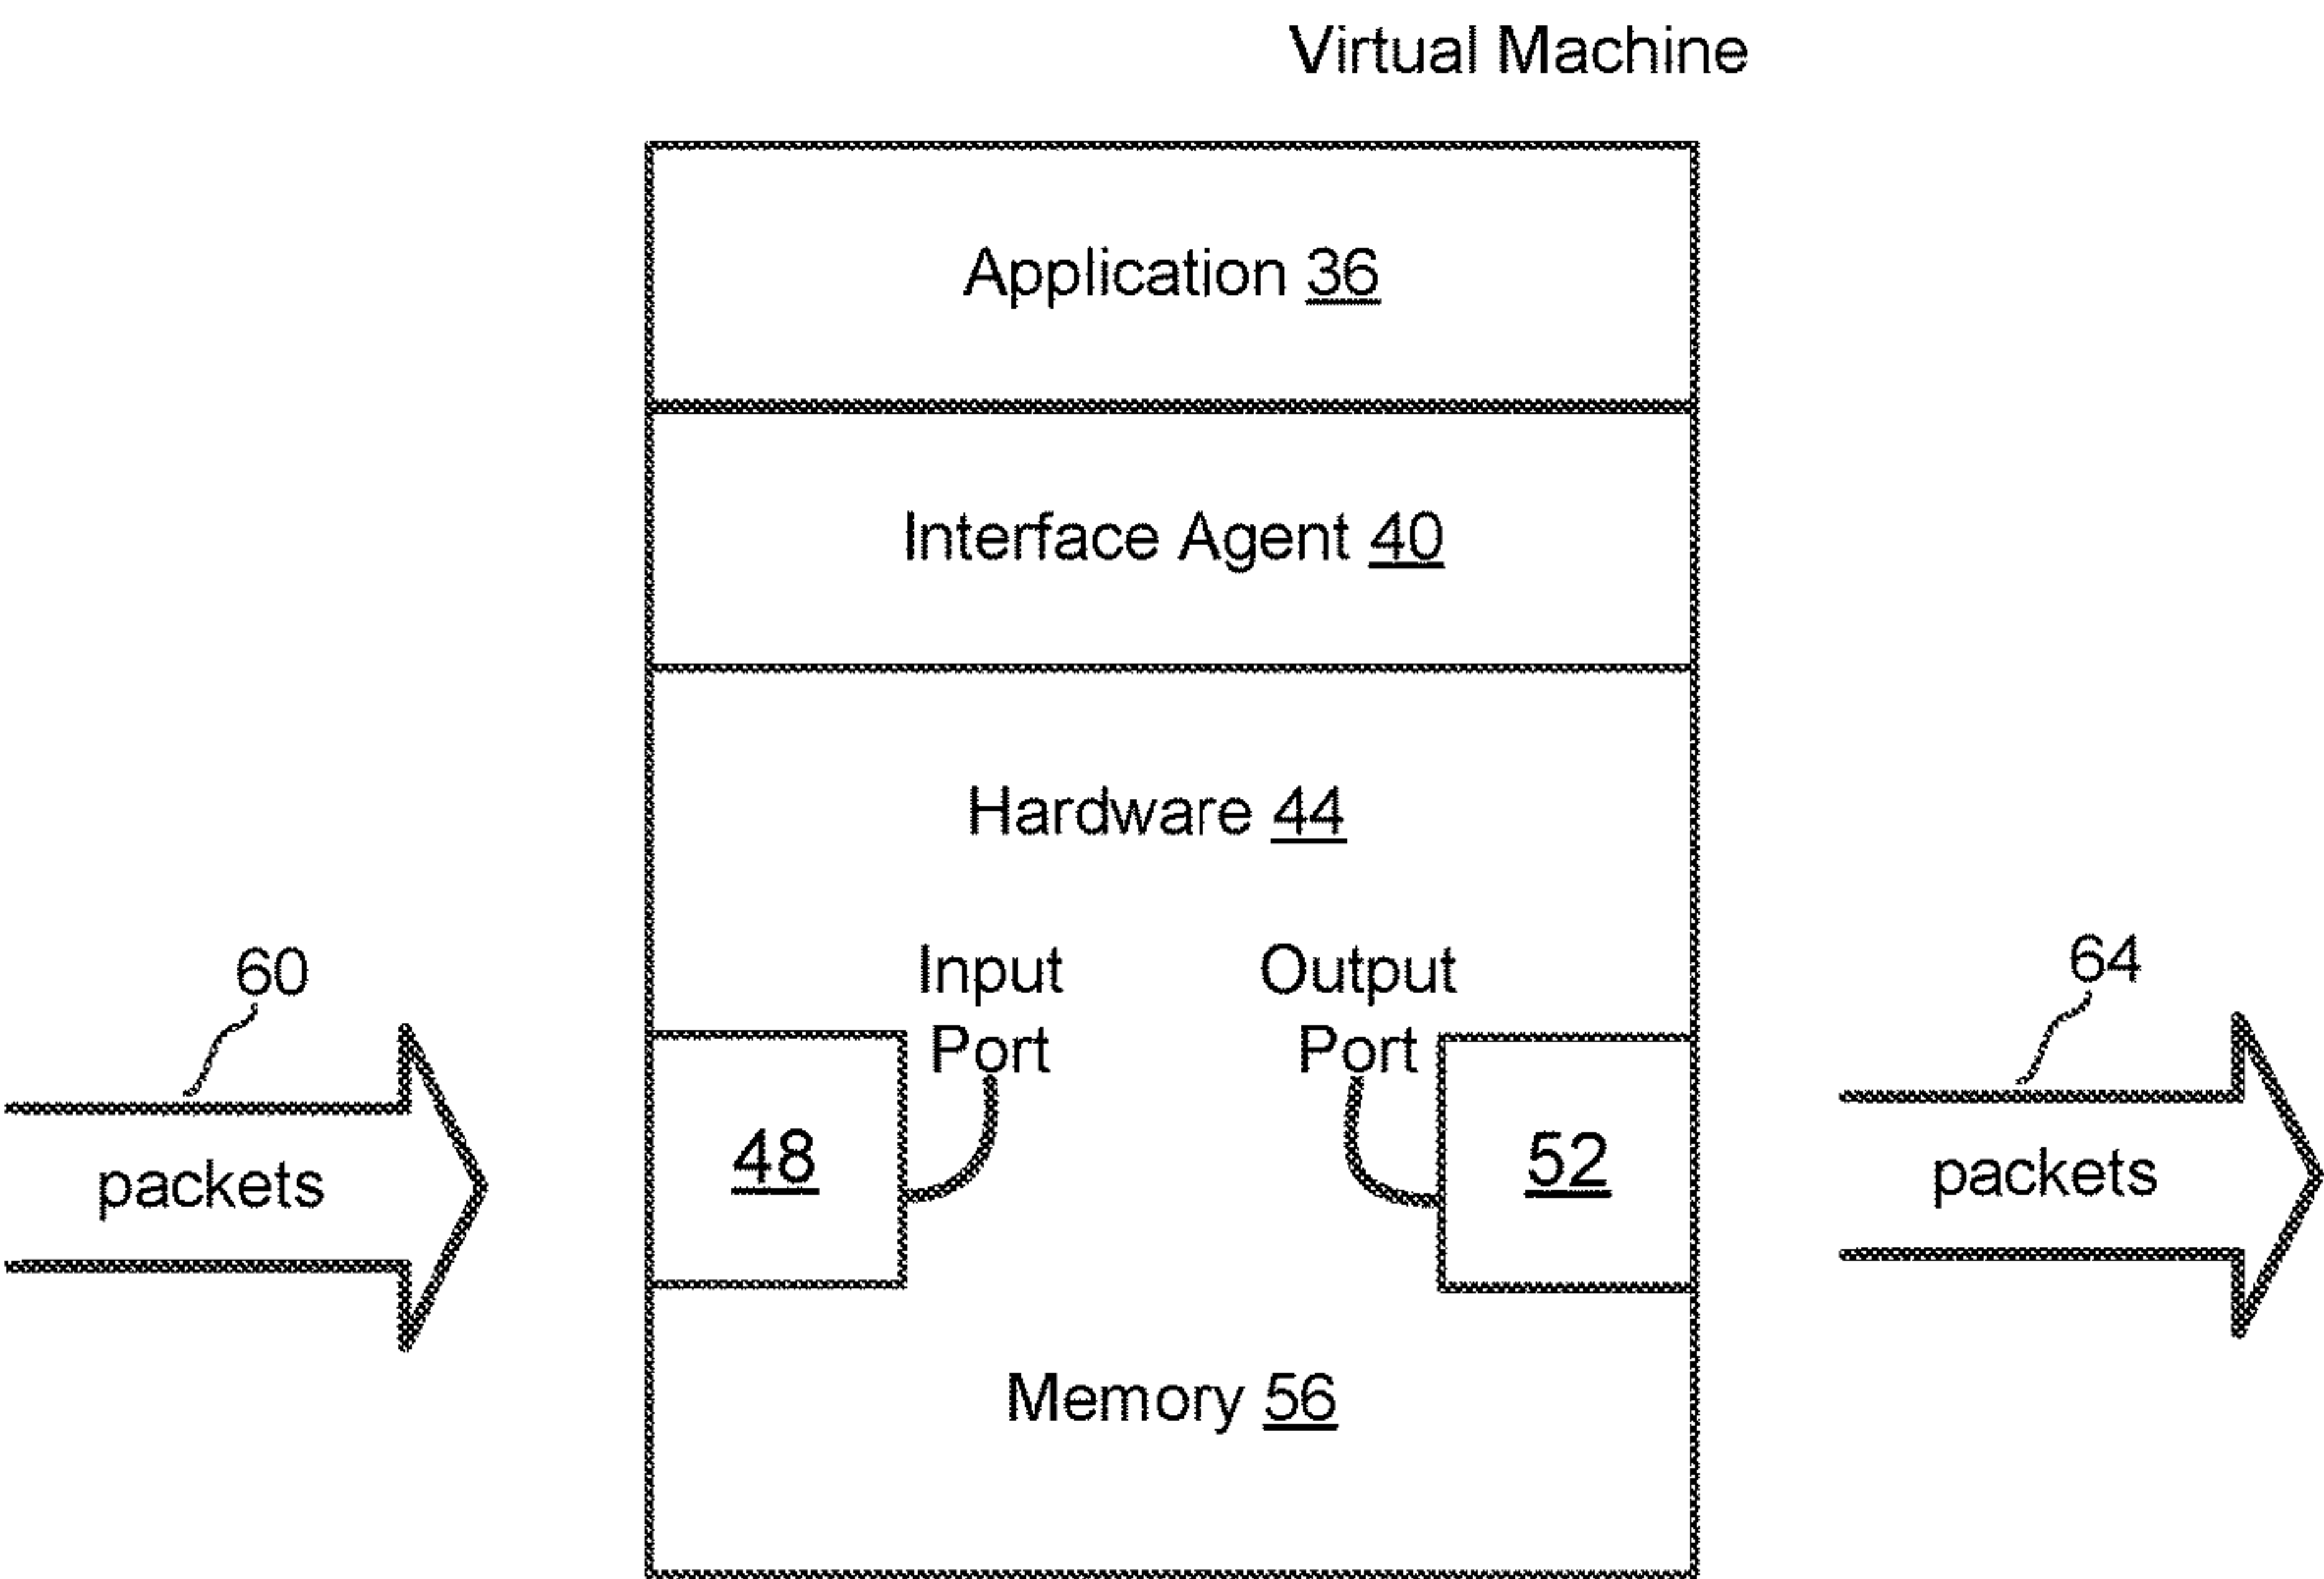 Virtual Machine
Application 36
Interface Agent 40
Hardware 44
60
Input
Port
Output
Port
64
packets
48
52
packets
Memory 56